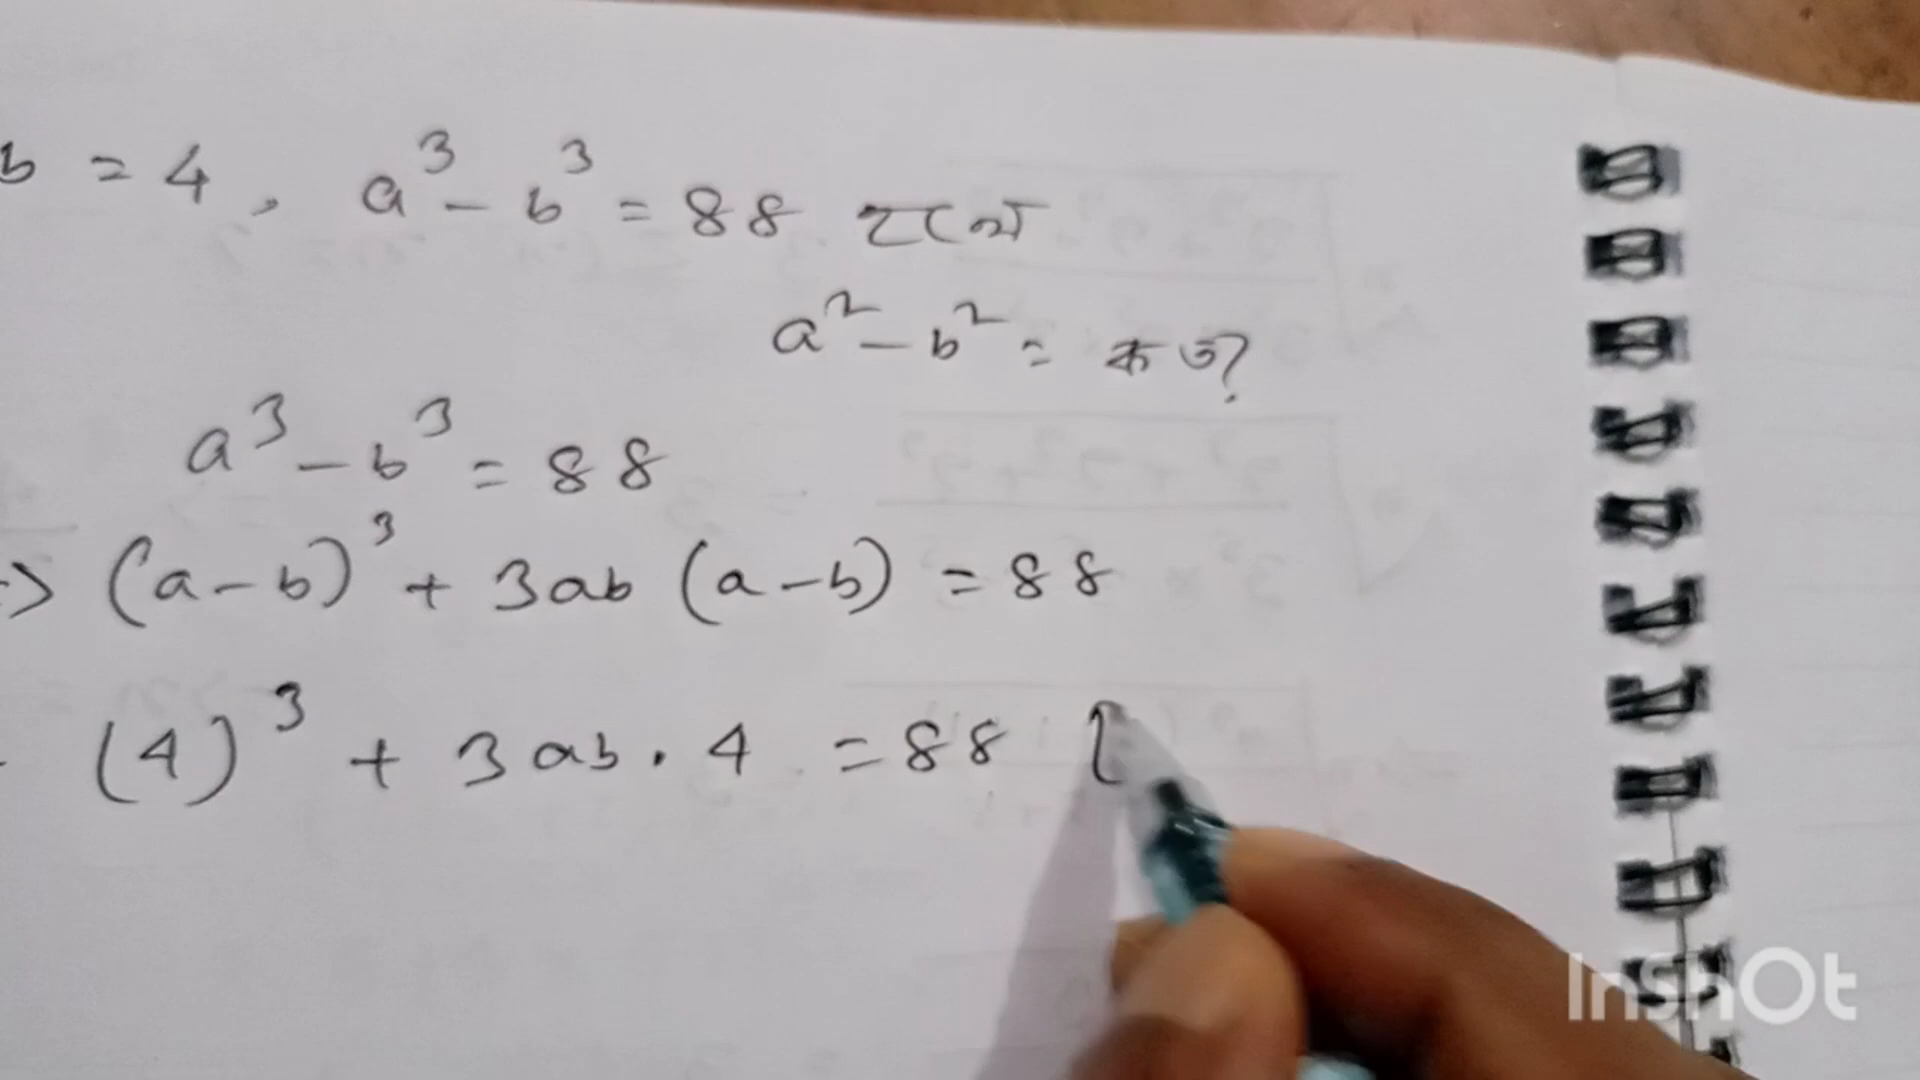 b = 4, a³ - b³ = 88 হলে
a² - b² = কত?
a³ - b³ = 88
=> (a - b)³ + 3ab (a - b) = 88
(4)³ + 3ab . 4 = 88 [
InShOt